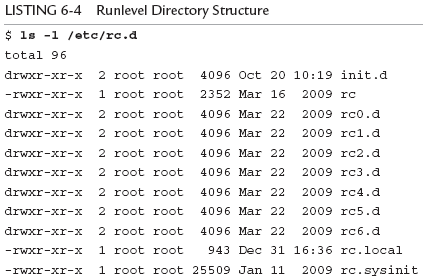 LISTING 6-4 Runlevel Directory Structure
$ ls -l /etc/rc.d
total 96
drwxr-xr-x 2 root root 4096 Oct 20 10:19 init.d
-rwxr-xr-x 1 root root 2352 Mar 16 2009 rc
drwxr-xr-x 2 root root 4096 Mar 22 2009 rc0.d
drwxr-xr-x 2 root root 4096 Mar 22 2009 rc1.d
drwxr-xr-x 2 root root 4096 Mar 22 2009 rc2.d
drwxr-xr-x 2 root root 4096 Mar 22 2009 rc3.d
drwxr-xr-x 2 root root 4096 Mar 22 2009 rc4.d
drwxr-xr-x 2 root root 4096 Mar 22 2009 rc5.d
drwxr-xr-x 2 root root 4096 Mar 22 2009 rc6.d
-rwxr-xr-x 1 root root 943 Dec 31 16:36 rc.local
-rwxr-xr-x 1 root root 25509 Jan 11 2009 rc.sysinit